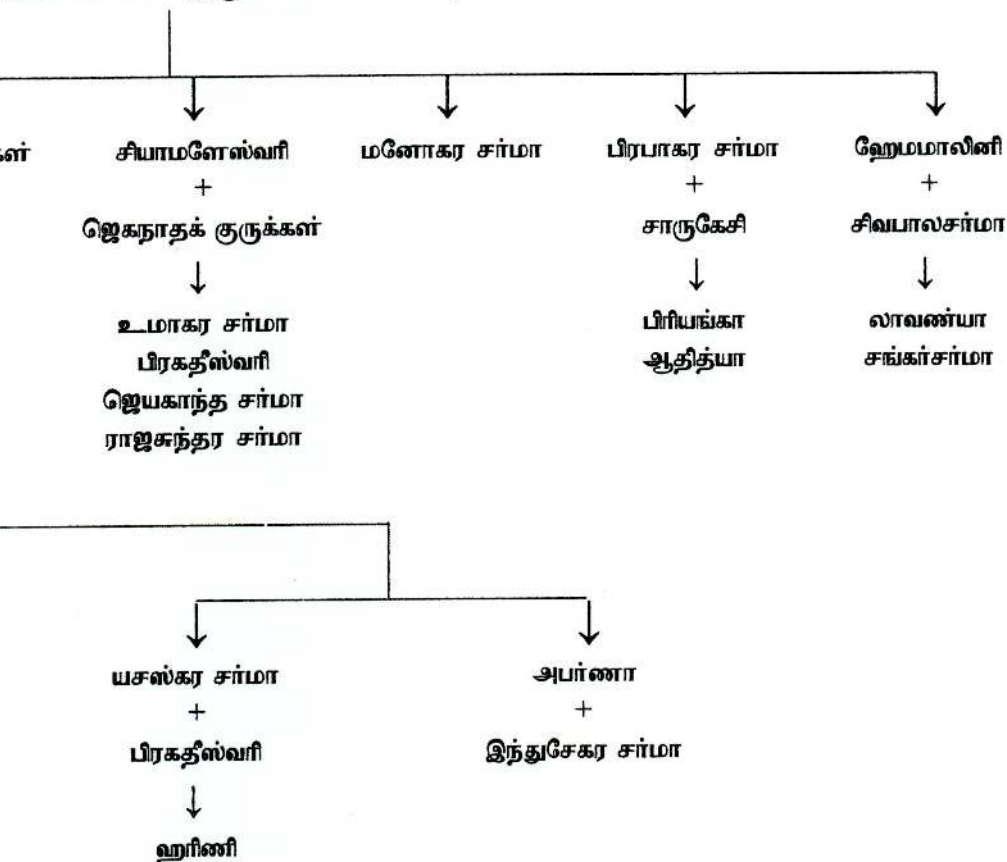 சியாமளேஸ்வரி மனோகர சர்மா பிரபாகர சர்மா ஹேமமாலினி
+ + +
ஜெகநாதக் குருக்கள் சாருகேசி சிவபாலசர்மா
உமாகர சர்மா பிரியங்கா லாவண்யா
பிரகதீஸ்வரி ஆதித்யா சங்கர்சர்மா
ஜெயகாந்த சர்மா
ராஜசுந்தர சர்மா
யசஸ்கர சர்மா அபர்ணா
+ +
பிரகதீஸ்வரி இந்துசேகர சர்மா
ஹரிணி